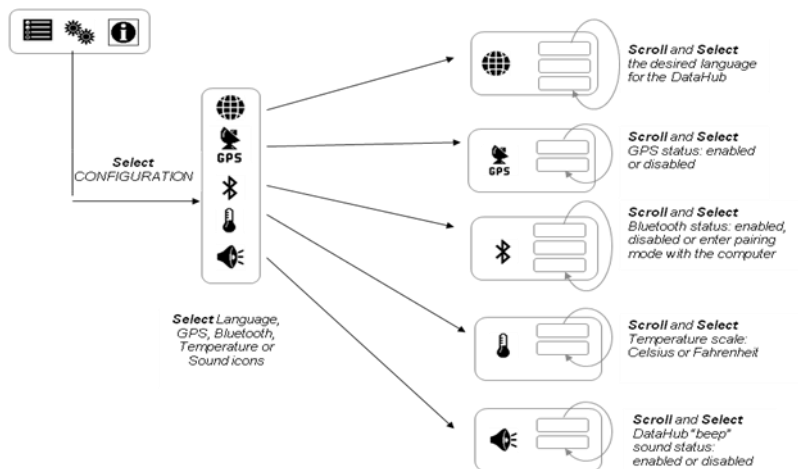 Select
CONFIGURATION
GPS
Select Language,
GPS, Bluetooth,
Temperature or
Sound icons
Scroll and Select
the desired language
for the DataHub
GPS
Scroll and Select
GPS status: enabled
or disabled
Scroll and Select
Bluetooth status: enabled,
disabled or enter pairing
mode with the computer
Scroll and Select
Temperature scale:
Celsius or Fahrenheit
Scroll and Select
DataHub "beep"
sound status:
enabled or disabled